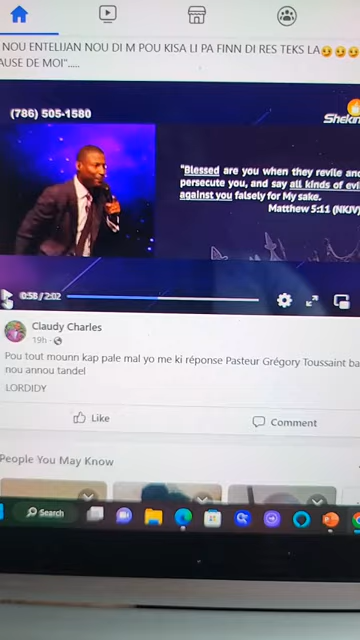 NOU ENTELIJAN NOU DI M POU KISA LI PA FINN DI RES TEKS LA
AUSE DE MOI".....
(786) 505-1580
"Blessed are you when they revile and
persecute you, and say all kinds of evi
against you falsely for My sake.
Matthew 5:11 (NKJV)
0:58 / 2:02
Claudy Charles
19h
Pou tout mounn kap pale mal yo me ki réponse Pasteur Grégory Toussaint ba
nou annou tandel
LORDIDY
Like
Comment
People You May Know
Search